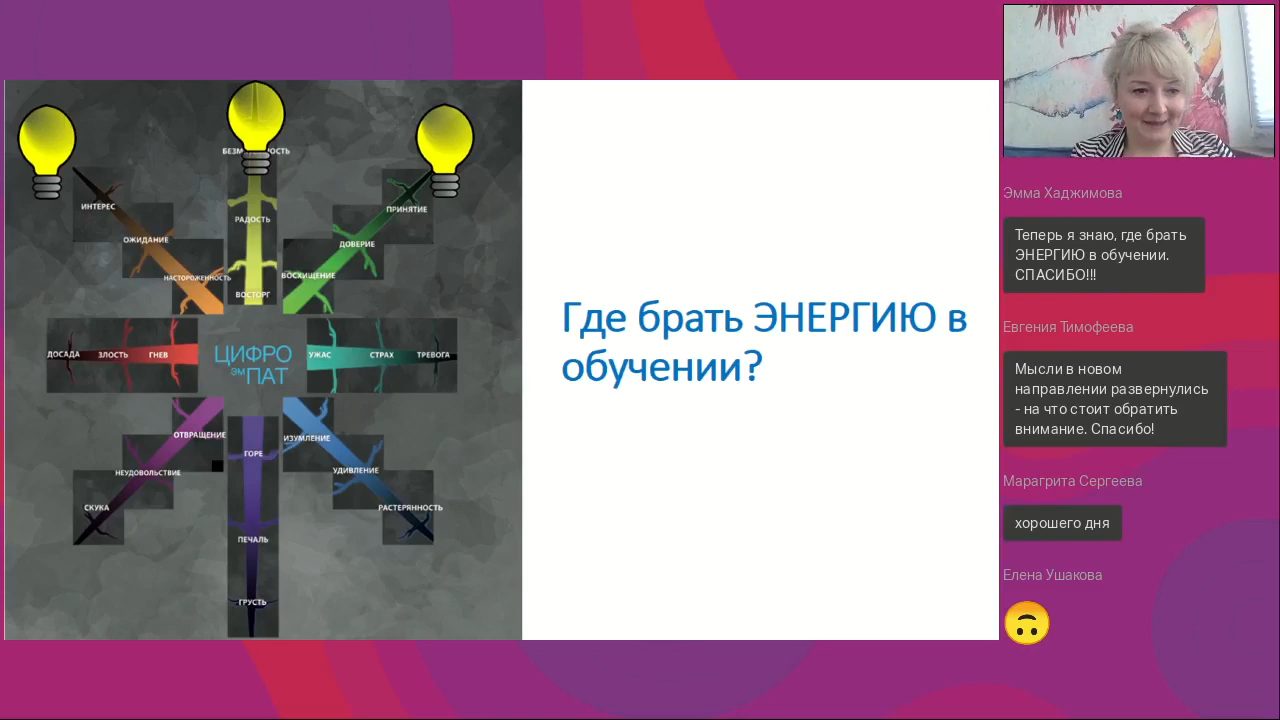 ИНТЕРЕС
ОЖИДАНИЕ
НАСТОРОЖЕННОСТЬ
РАДОСТЬ
ВОСТОРГ
ПРИНЯТИЕ
ДОВЕРИЕ
ВОСХИЩЕНИЕ
ДОСАДА ЗЛОСТЬ ГНЕВ
ЦИФРО
ЭМПАТ
УЖАС СТРАХ ТРЕВОГА
ОТВРАЩЕНИЕ
НЕУДОВОЛЬСТВИЕ
СКУКА
ГОРЕ
ПЕЧАЛЬ
ГРУСТЬ
ИЗУМЛЕНИЕ
УДИВЛЕНИЕ
РАСТЕРЯННОСТЬ
Где брать ЭНЕРГИЮ в
обучении?
Эмма Хаджимова
Теперь я знаю, где брать
ЭНЕРГИЮ в обучении.
СПАСИБО!!!
Евгения Тимофеева
Мысли в новом
направлении развернулись
- на что стоит обратить
внимание. Спасибо!
Марагрита Сергеева
хорошего дня
Елена Ушакова